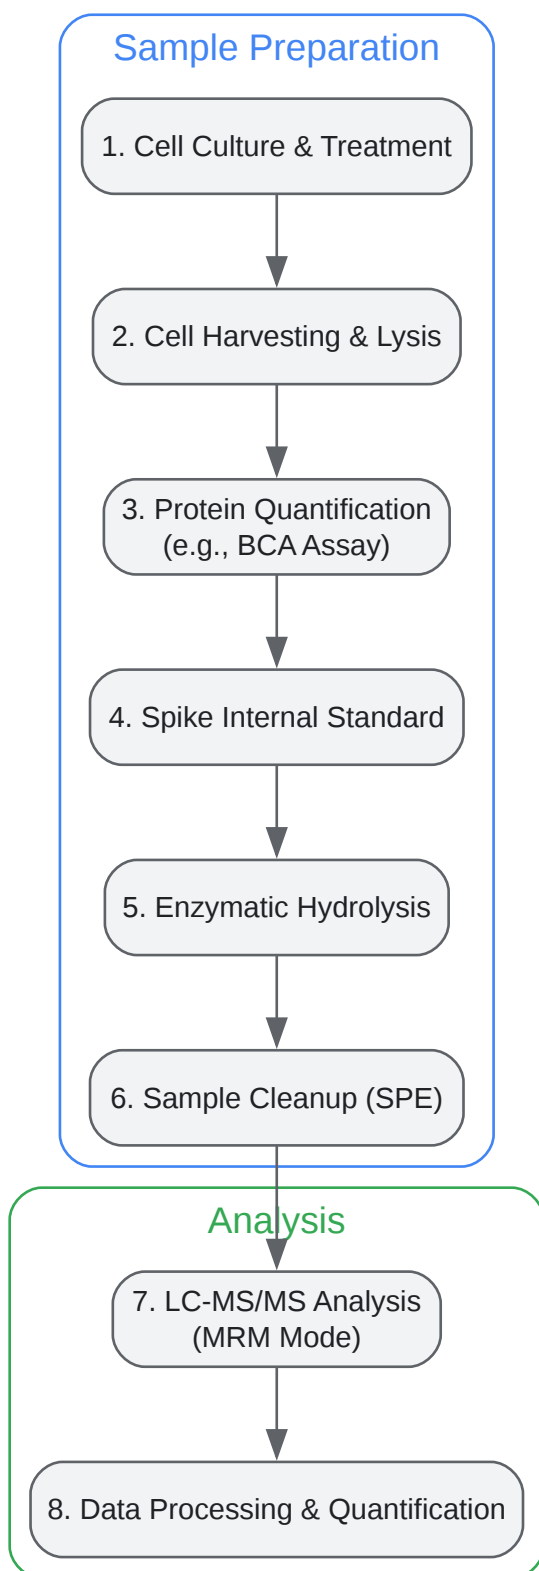 Sample Preparation
1. Cell Culture & Treatment
2. Cell Harvesting & Lysis
3. Protein Quantification
(e.g., BCA Assay)
4. Spike Internal Standard
5. Enzymatic Hydrolysis
6. Sample Cleanup (SPE)
Analysis
7. LC-MS/MS Analysis
(MRM Mode)
8. Data Processing & Quantification